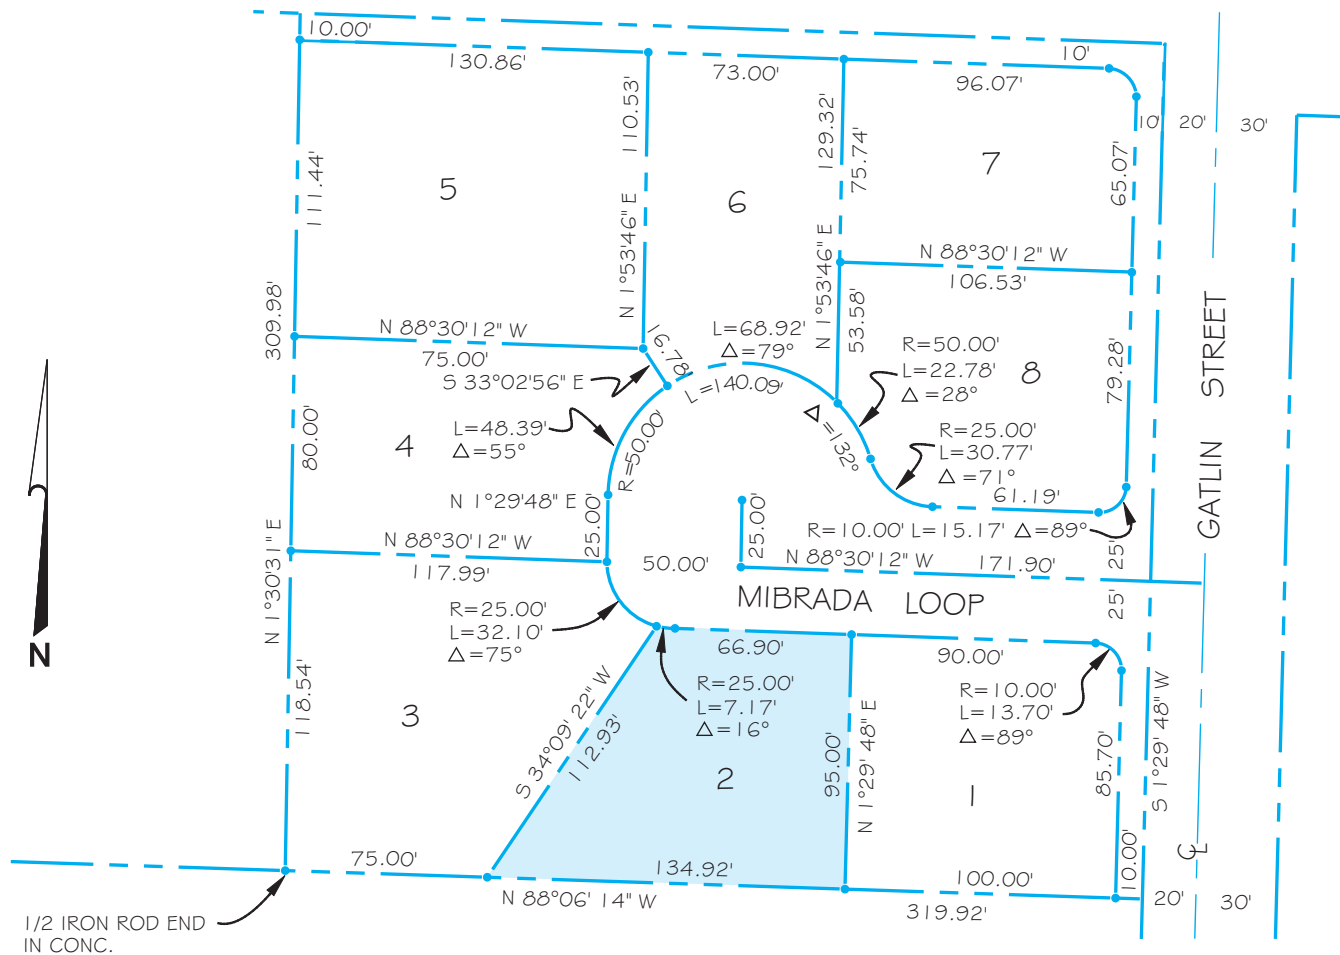 10.00'
130.86'
73.00'
10'
96.07'
10' 20' 30'
110.53'
129.32'
75.74'
65.07'
111.44'
5
6
7
N 1°53'46" E
N 1°53'46" E
N 88°30'12" W
106.53'
309.98'
N 88°30'12" W
75.00'
16.78'
S 33°02'56" E
L=68.92'
△=79°
L=140.09'
53.58'
R=50.00'
L=22.78'
△=28°
8
79.28'
GATLIN STREET
80.00'
4
L=48.39'
△=55°
R=50.00'
△=132°
R=25.00'
L=30.77'
△=71°
61.19'
N 1°29'48" E
25.00'
25.00'
R=10.00' L=15.17' △=89°
N 1°30'31" E
N 88°30'12" W
117.99'
50.00'
N 88°30'12" W
171.90'
25'
25'
MIBRADA LOOP
R=25.00'
L=32.10'
△=75°
66.90'
90.00'
N
118.54'
3
S 34°09' 22" W
112.93'
R=25.00'
L=7.17'
△=16°
R=10.00'
L=13.70'
△=89°
S 1°29' 48" W
2
95.00'
N 1°29' 48" E
1
85.70'
10.00'
CL
75.00'
134.92'
100.00'
N 88°06' 14" W
319.92'
20' 30'
1/2 IRON ROD END
IN CONC.